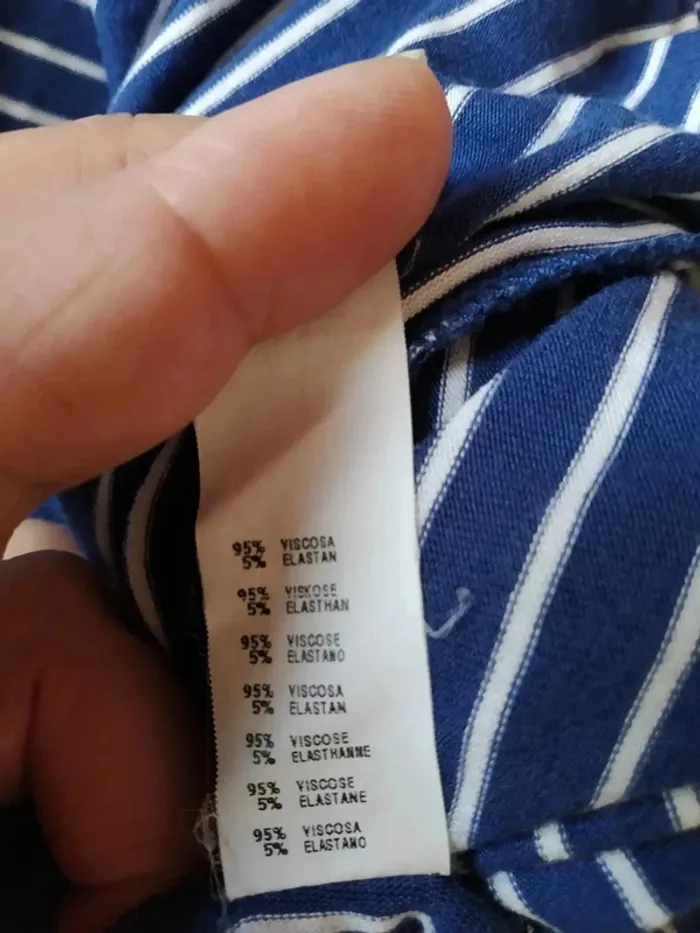 95% VISCOSA
5% ELASTAN
95% VISKOSE
5% ELASTHAN
95% VISCOSE
5% ELASTANO
95% VISCOSA
5% ELASTAN
95% VISCOSE
5% ELASTHANNE
95% VISCOSE
5% ELASTANE
95% VISCOSA
5% ELASTANO